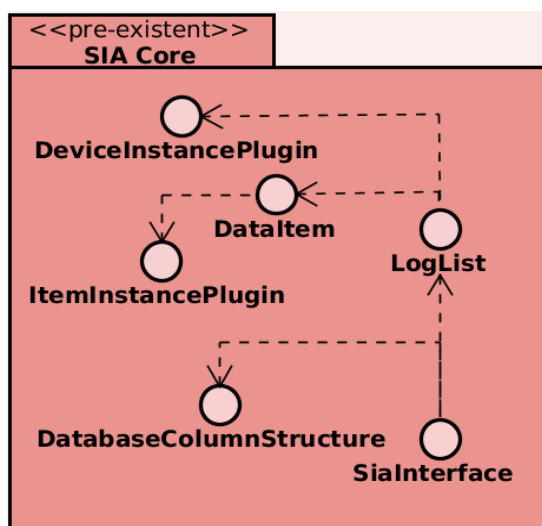 <<pre-existent>>
SIA Core
DeviceInstancePlugin
DataItem
LogList
ItemInstancePlugin
DatabaseColumnStructure
SiaInterface